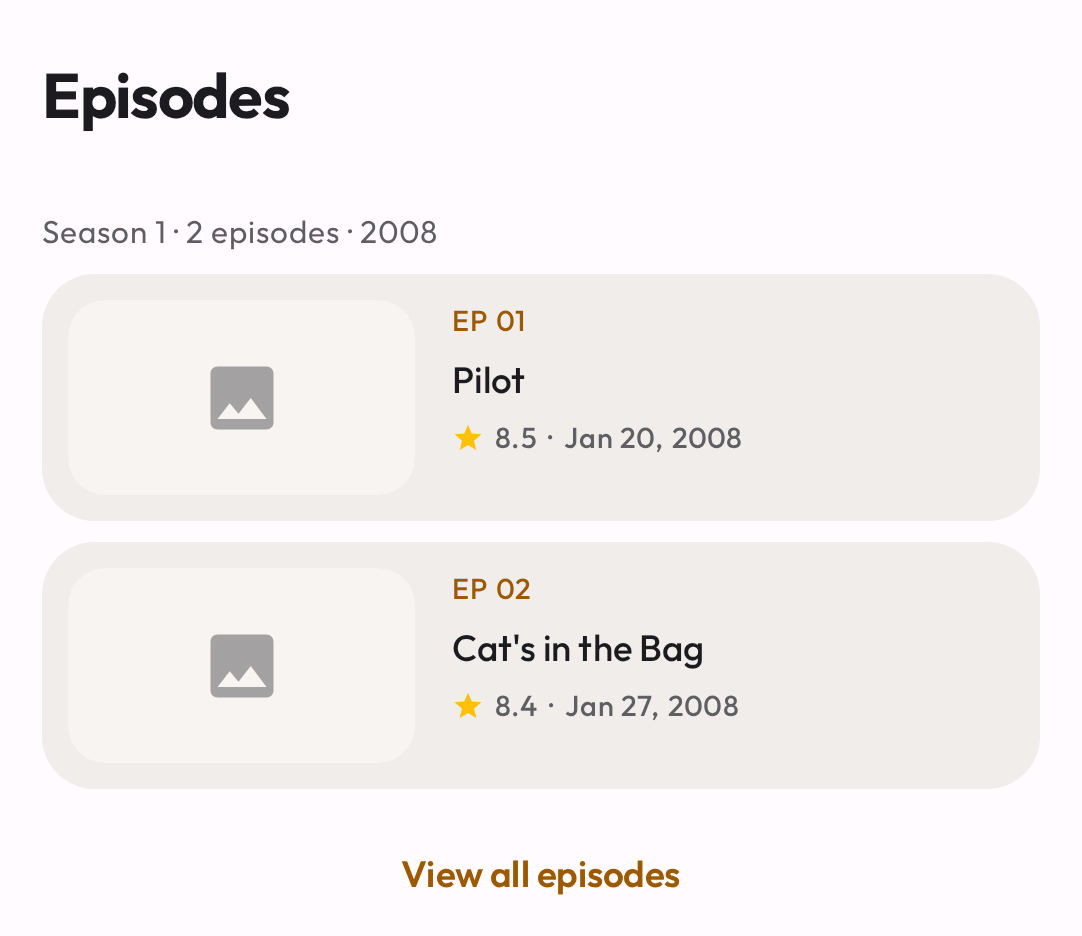 Episodes
Season 1 · 2 episodes · 2008
EP 01
Pilot
8.5 · Jan 20, 2008
EP 02
Cat's in the Bag
8.4 · Jan 27, 2008
View all episodes